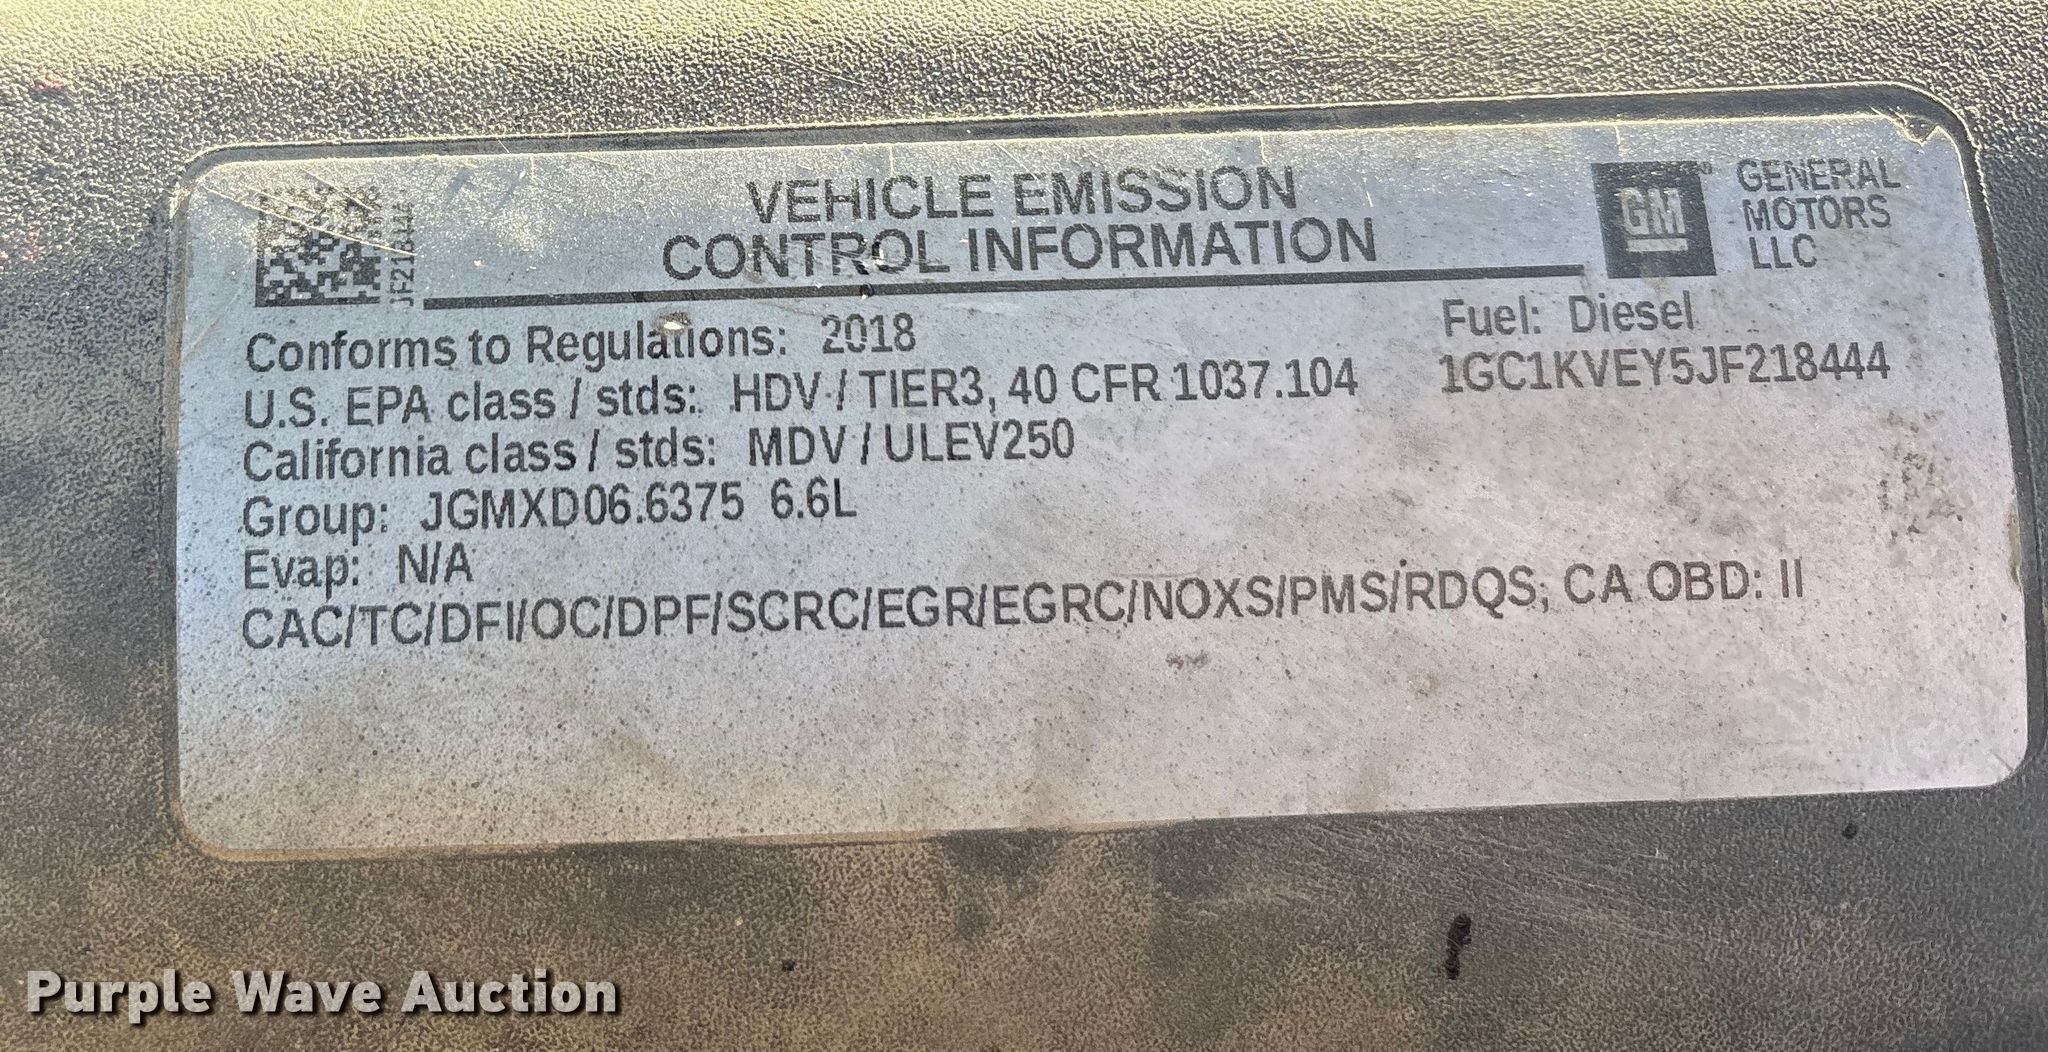 JF218444
VEHICLE EMISSION
CONTROL INFORMATION
GM
GENERAL
MOTORS
LLC
Conforms to Regulations: 2018
Fuel: Diesel
U.S. EPA class / stds: HDV / TIER3, 40 CFR 1037.104
1GC1KVEY5JF218444
California class / stds: MDV / ULEV250
Group: JGMXD06.6375 6.6L
Evap: N/A
CAC/TC/DFI/OC/DPF/SCRC/EGR/EGRC/NOXS/PMS/RDQS; CA OBD: II
Purple Wave Auction